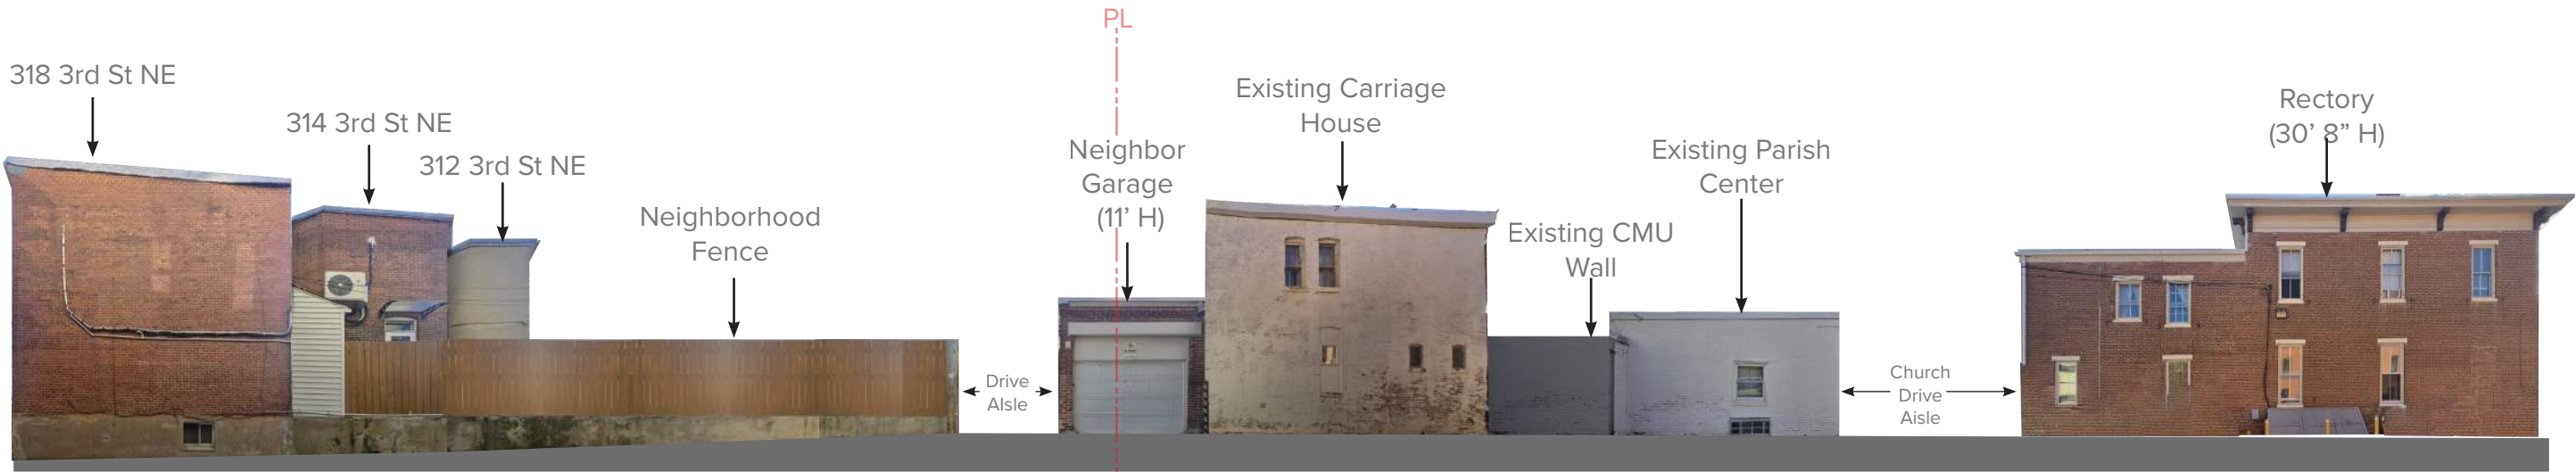 PL
318 3rd St NE
314 3rd St NE
312 3rd St NE
Neighborhood
Fence
Drive
AIsle
Neighbor
Garage
(11’ H)
Existing Carriage
House
Existing CMU
Wall
Existing Parish
Center
Church
Drive
Aisle
Rectory
(30’ 8” H)